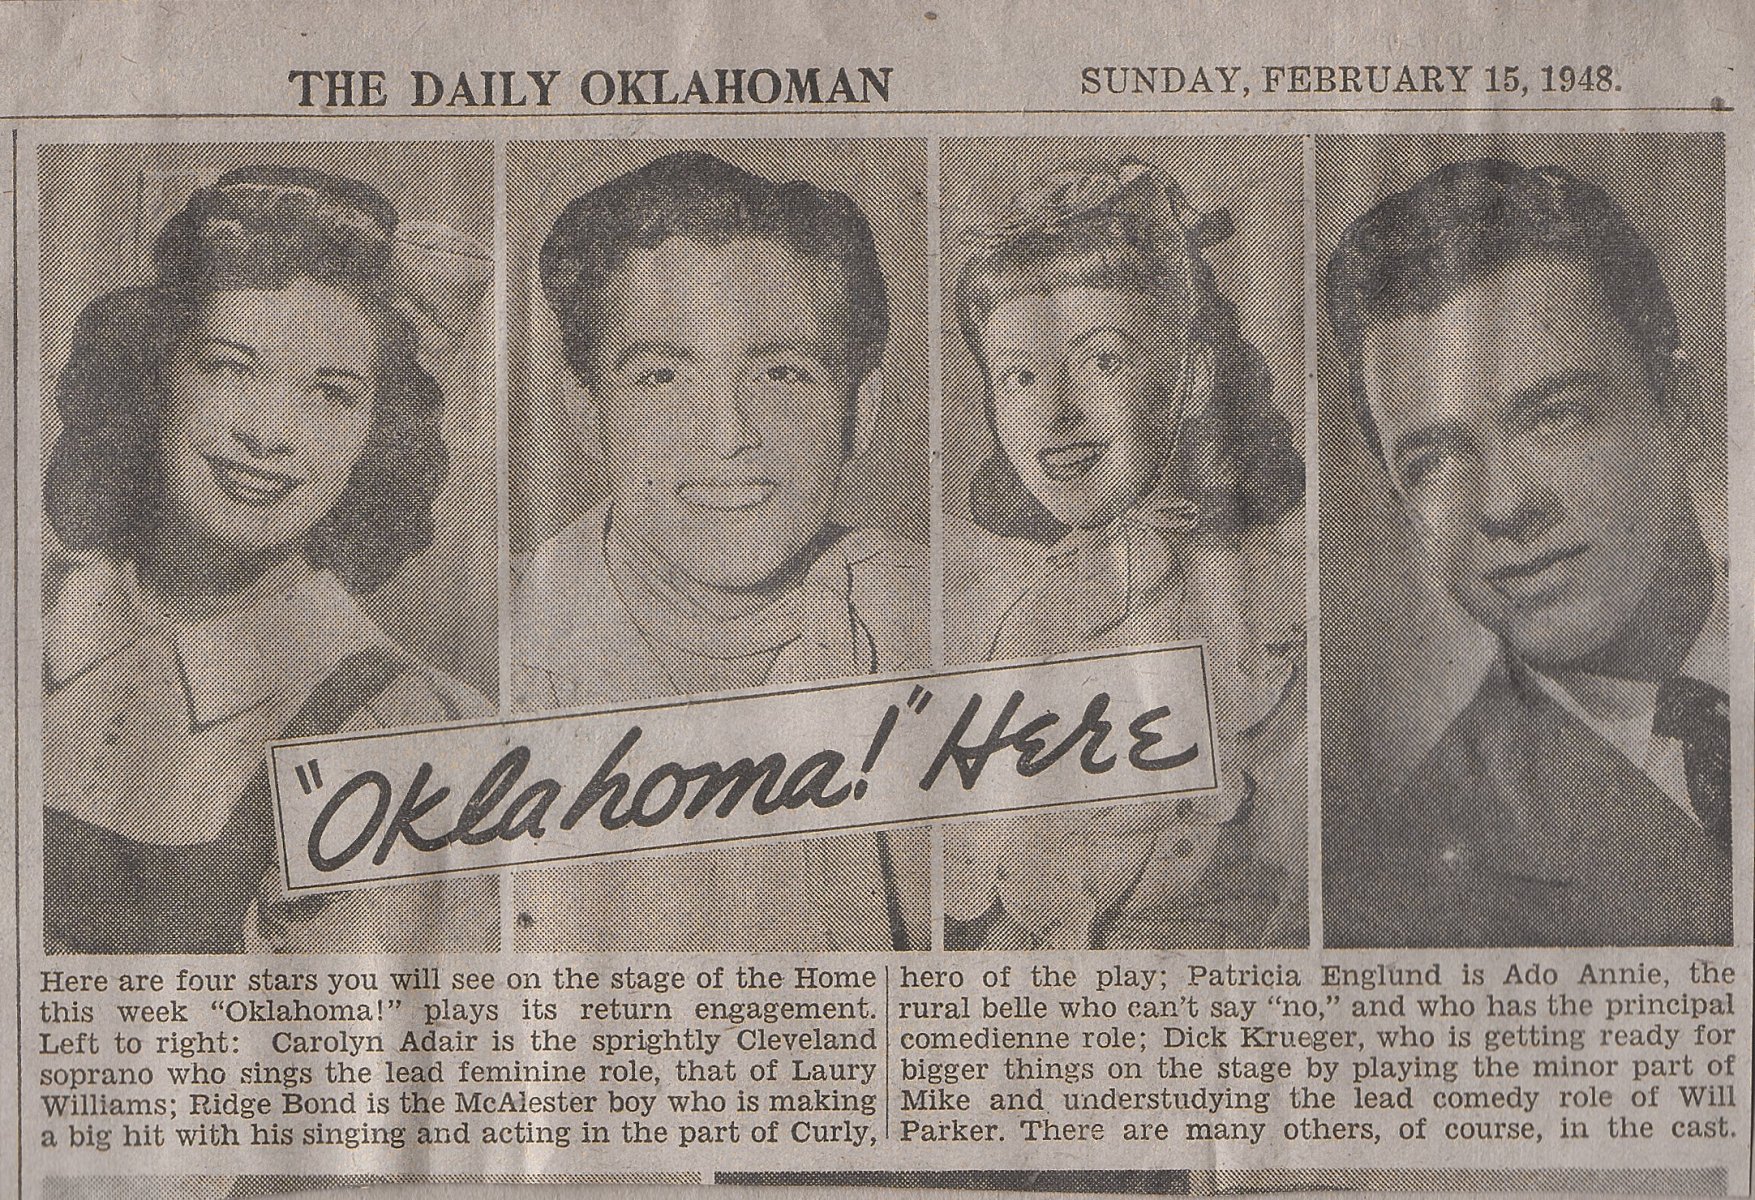 THE DAILY OKLAHOMAN
SUNDAY, FEBRUARY 15, 1948.
"Oklahoma!" Here
Here are four stars you will see on the stage of the Home
this week "Oklahoma!" plays its return engagement.
Left to right: Carolyn Adair is the sprightly Cleveland
soprano who sings the lead feminine role, that of Laury
Williams; Ridge Bond is the McAlester boy who is making
a big hit with his singing and acting in the part of Curly,
hero of the play; Patricia Englund is Ado Annie, the
rural belle who can't say "no," and who has the principal
comedienne role; Dick Krueger, who is getting ready for
bigger things on the stage by playing the minor part of
Mike and understudying the lead comedy role of Will
Parker. There are many others, of course, in the cast.